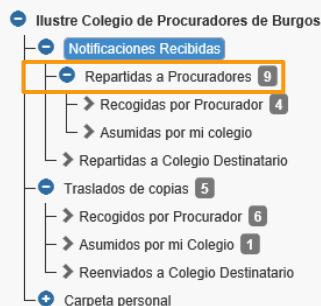 Ilustre Colegio de Procuradores de Burgos
Notificaciones Recibidas
Repartidas a Procuradores 9
Recogidas por Procurador 4
Asumidas por mi colegio
Repartidas a Colegio Destinatario
Traslados de copias 5
Recogidos por Procurador 6
Asumidos por mi Colegio 1
Reenviados a Colegio Destinatario
Carpeta personal